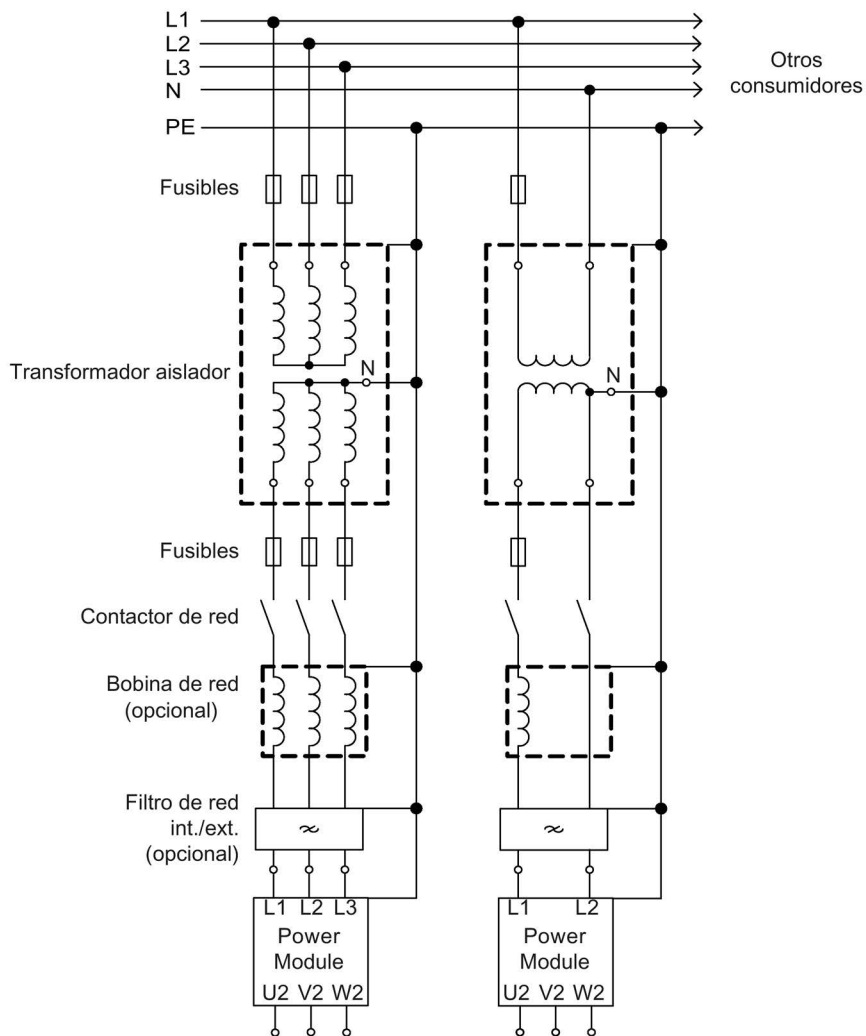 L1
L2
L3
N
PE
Otros
consumidores
Fusibles
Transformador aislador
N
N
Fusibles
Contactor de red
Bobina de red
(opcional)
Filtro de red
int./ext.
(opcional)
L1 L2 L3
Power
Module
U2 V2 W2
L1 L2
Power
Module
U2 V2 W2